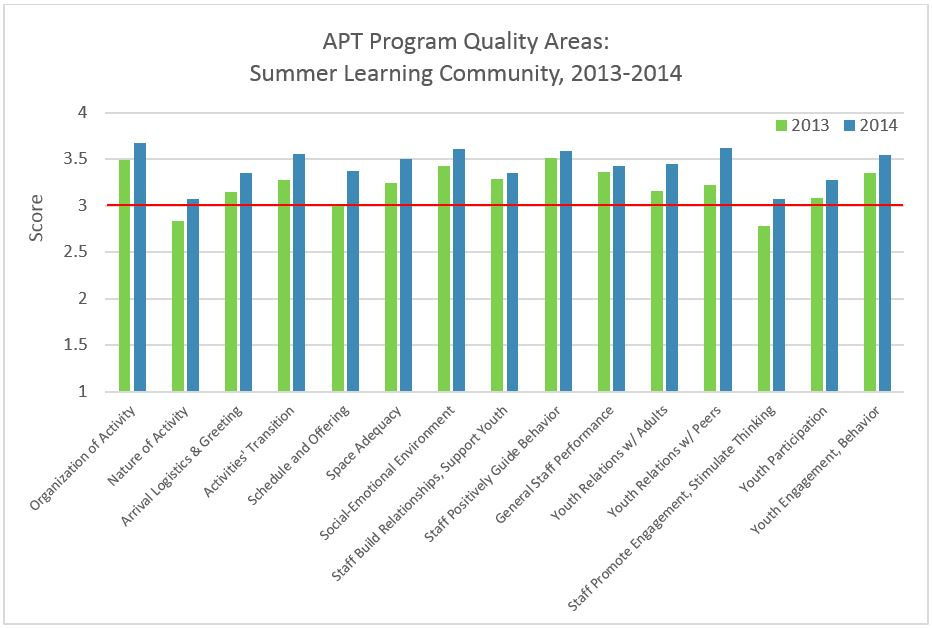 APT Program Quality Areas:
Summer Learning Community, 2013-2014
2013
2014
Score
4
3.5
3
2.5
2
1.5
1
Organization of Activity
Nature of Activity
Arrival Logistics & Greeting
Activities' Transition
Schedule and Offering
Space Adequacy
Social-Emotional Environment
Staff Build Relationships, Support Youth
Staff Positively Guide Behavior
General Staff Performance
Youth Relations w/ Adults
Youth Relations w/ Peers
Staff Promote Engagement, Stimulate Thinking
Youth Participation
Youth Engagement, Behavior